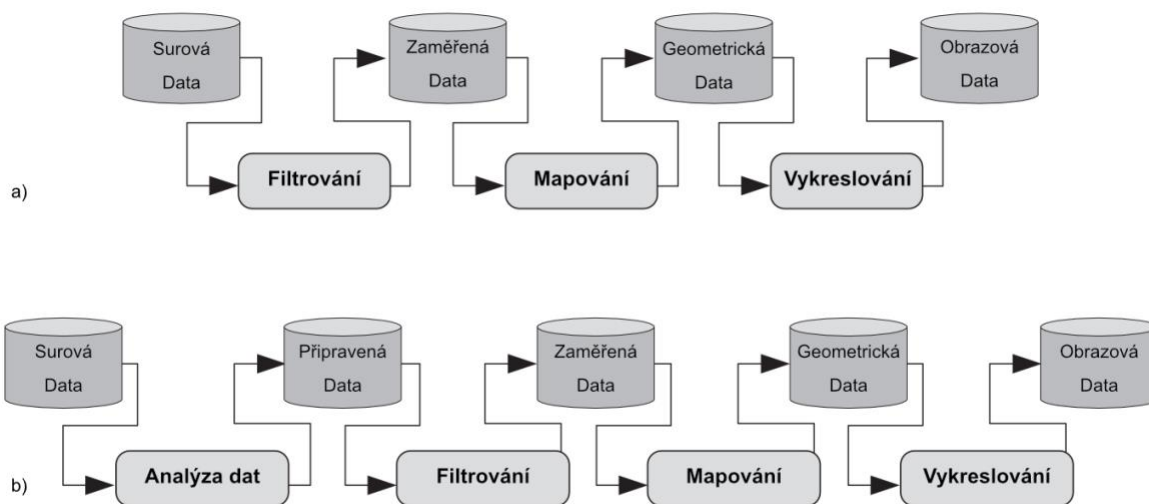 Surová
Data
Zaměřená
Data
Geometrická
Data
Obrazová
Data
Filtrování
Mapování
Vykreslování
a)
Surová
Data
Připravená
Data
Zaměřená
Data
Geometrická
Data
Obrazová
Data
Analýza dat
Filtrování
Mapování
Vykreslování
b)